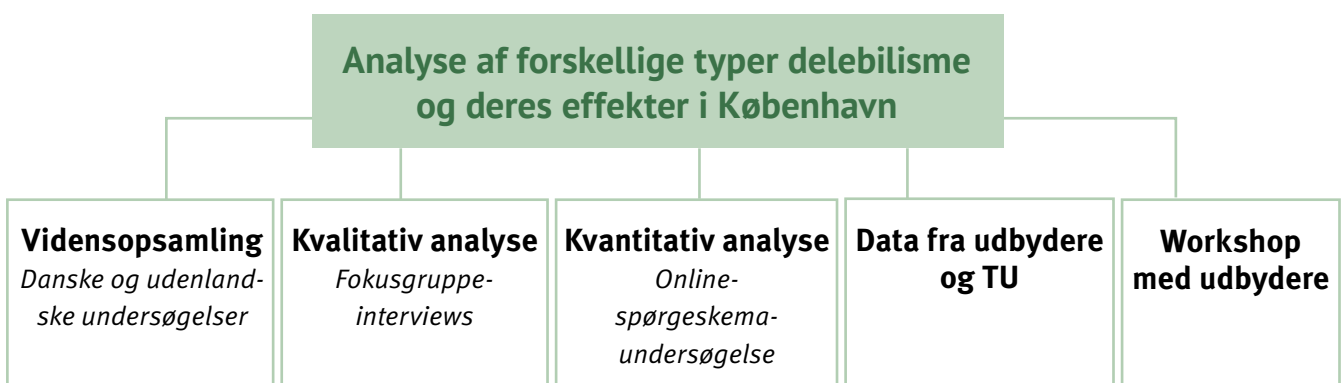 Analyse af forskellige typer delebilisme
og deres effekter i København
Vidensopsamling
Danske og udenland-
ske undersøgelser
Kvalitativ analyse
Fokusgruppe-
interviews
Kvantitativ analyse
Online-
spørgeskema-
undersøgelse
Data fra udbydere
og TU
Workshop
med udbydere